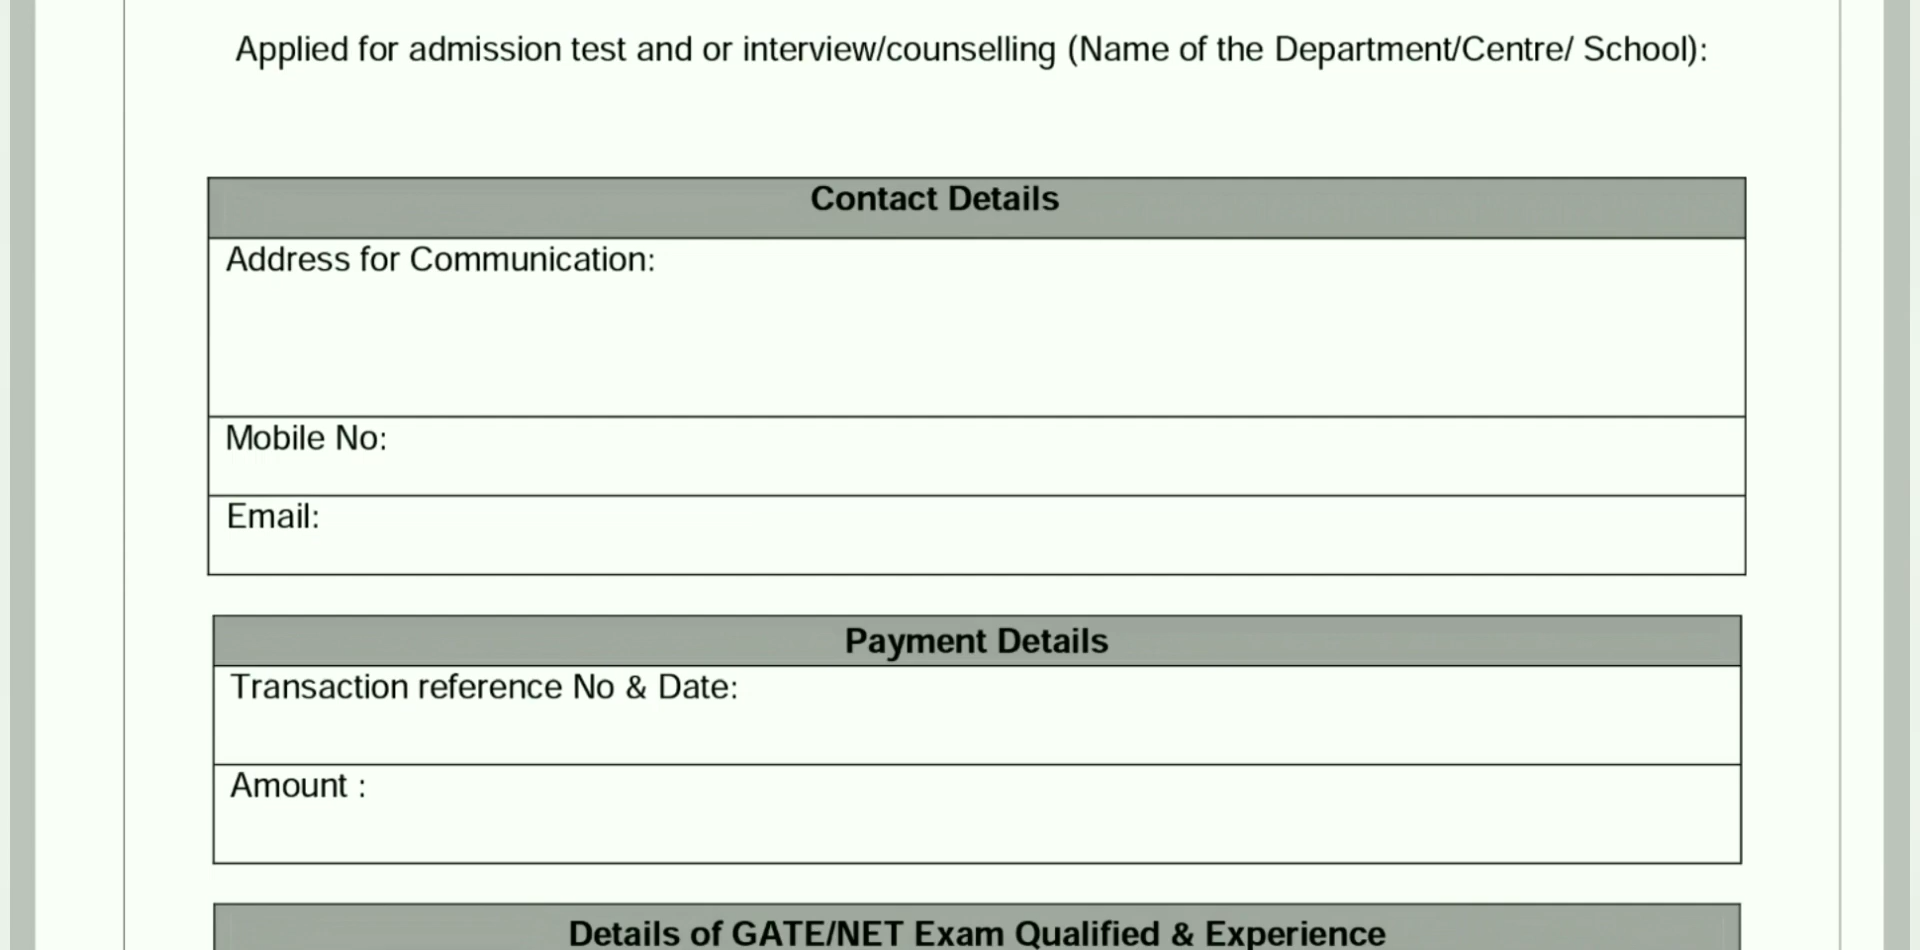 Applied for admission test and or interview/counselling (Name of the Department/Centre/ School):
Contact Details
Address for Communication:
Mobile No:
Email:
Payment Details
Transaction reference No & Date:
Amount :
Details of GATE/NET Exam Qualified & Experience